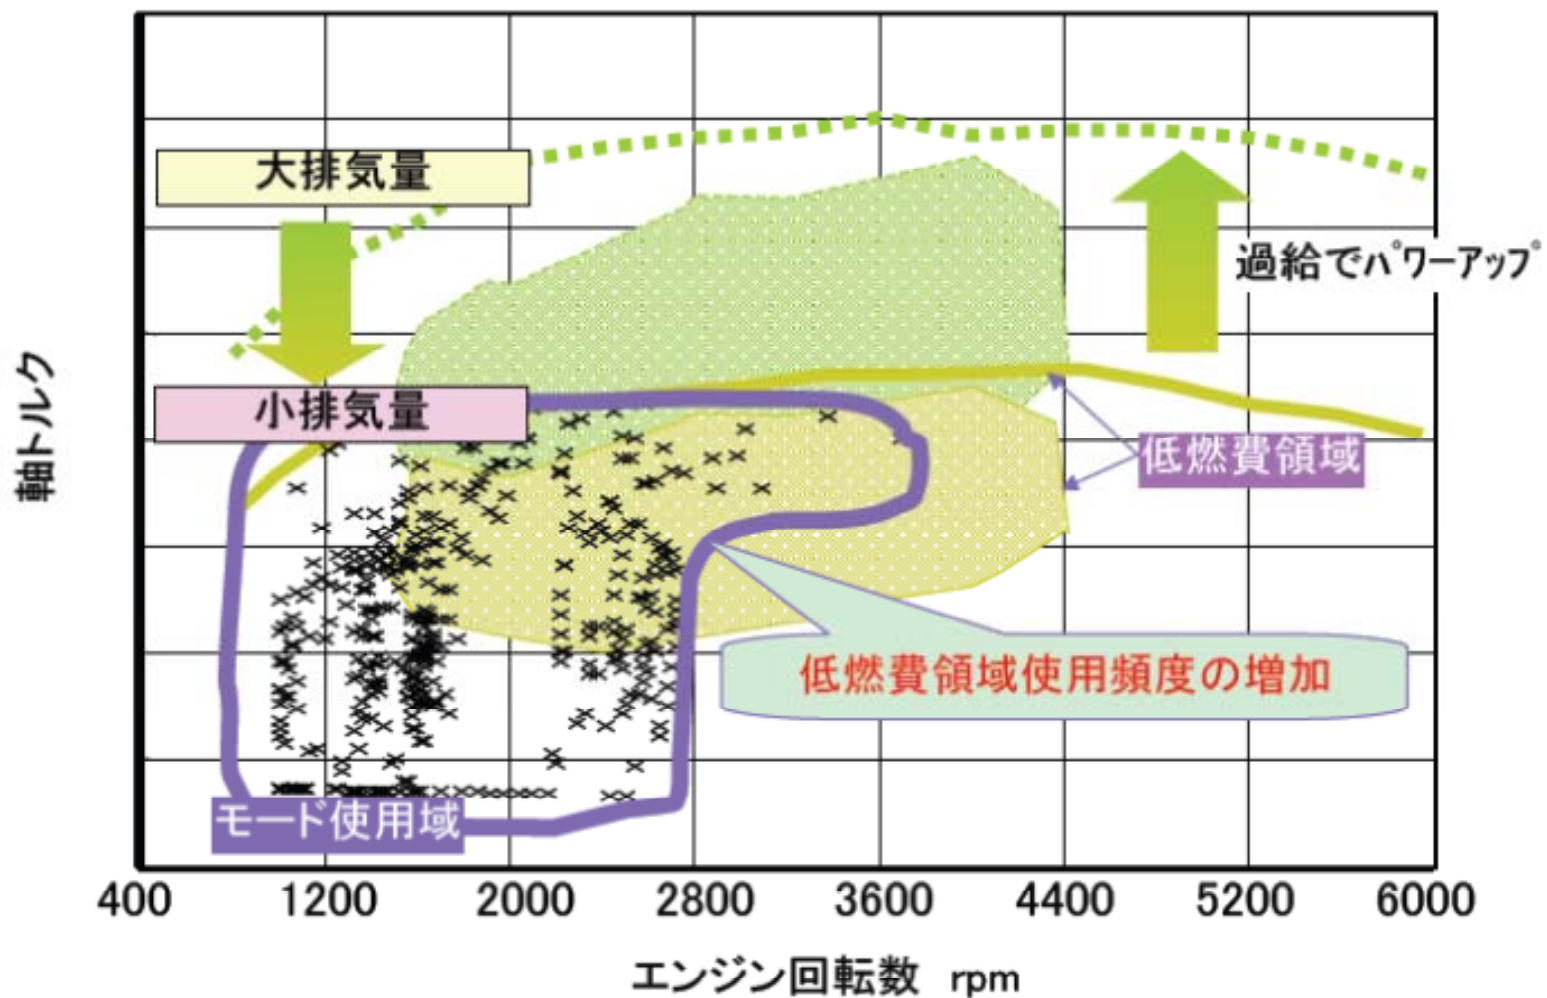 大排気量
過給でﾊﾟﾜｰｱｯﾌﾟ
小排気量
低燃費領域
低燃費領域使用頻度の増加
モード使用域
軸トルク
400 1200 2000 2800 3600 4400 5200 6000
エンジン回転数 rpm